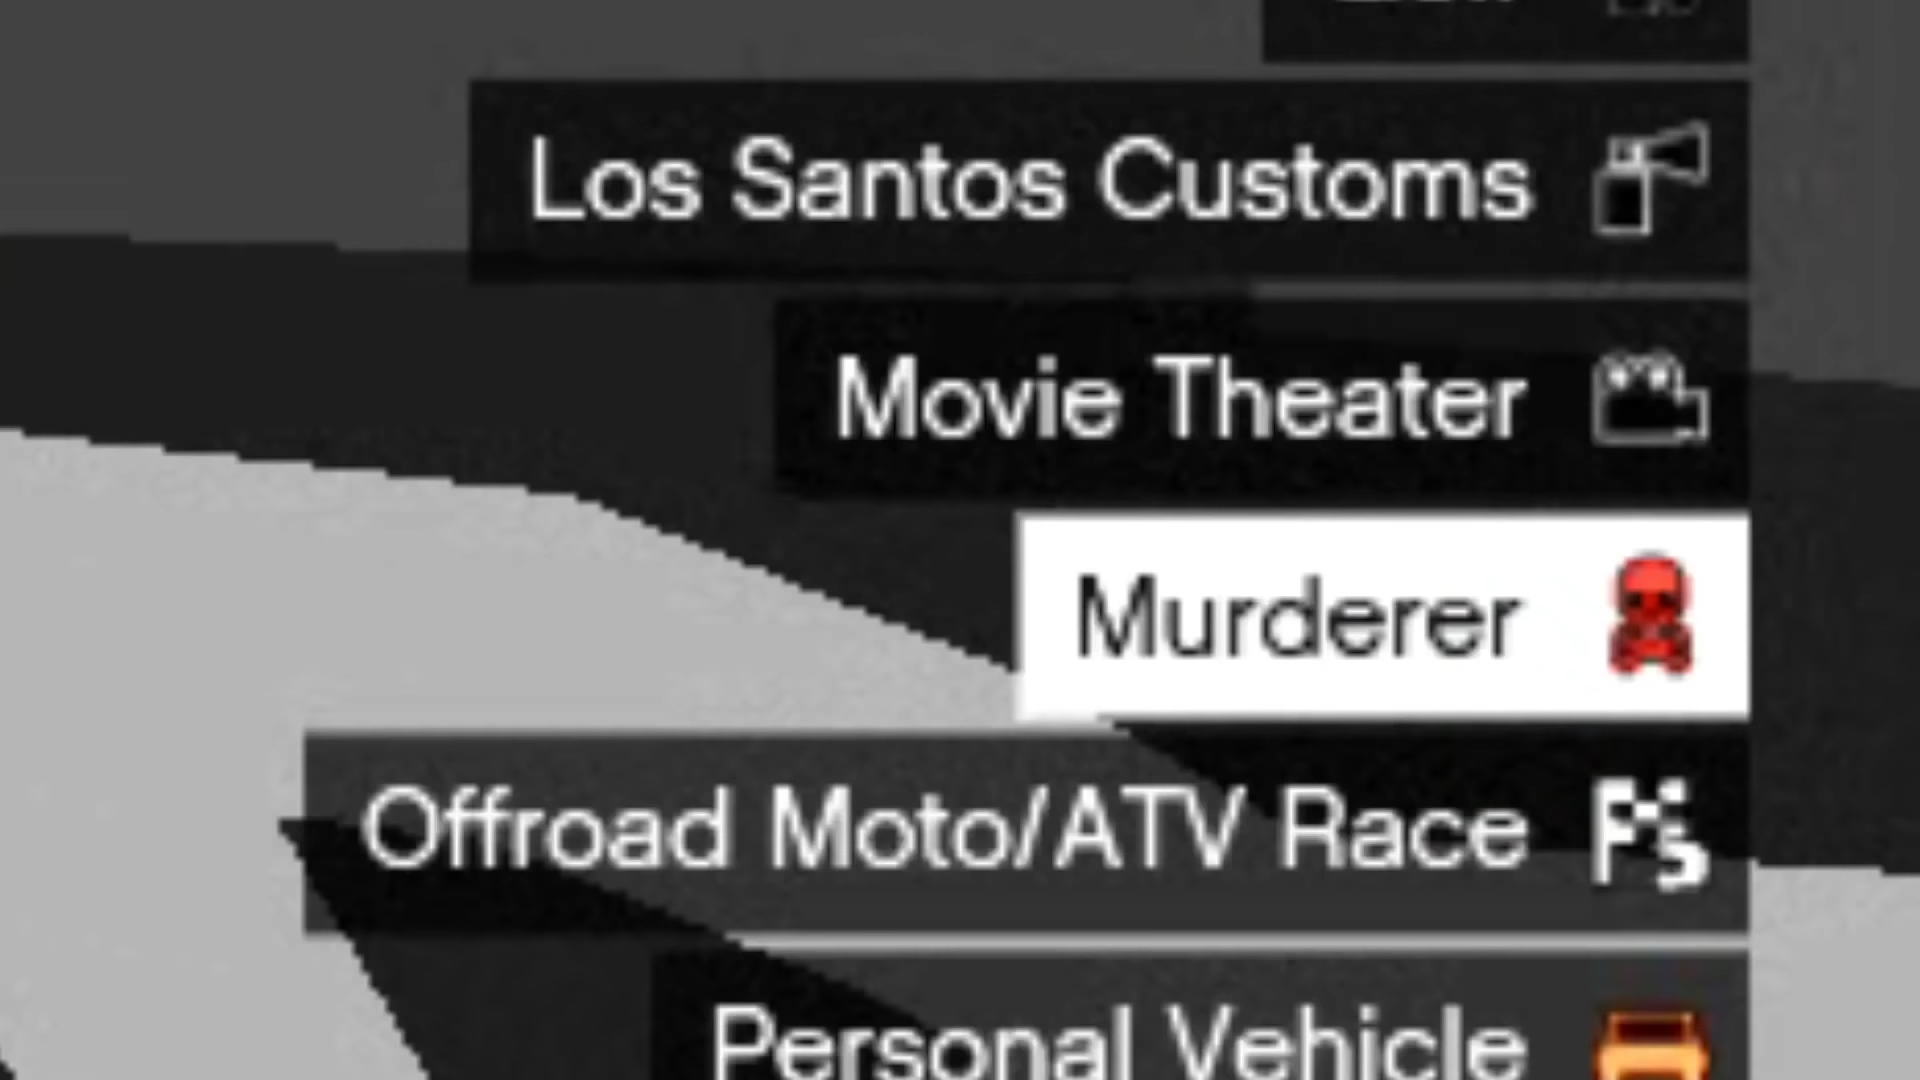 Los Santos Customs
Movie Theater
Murderer
Offroad Moto/ATV Race
Personal Vehicle